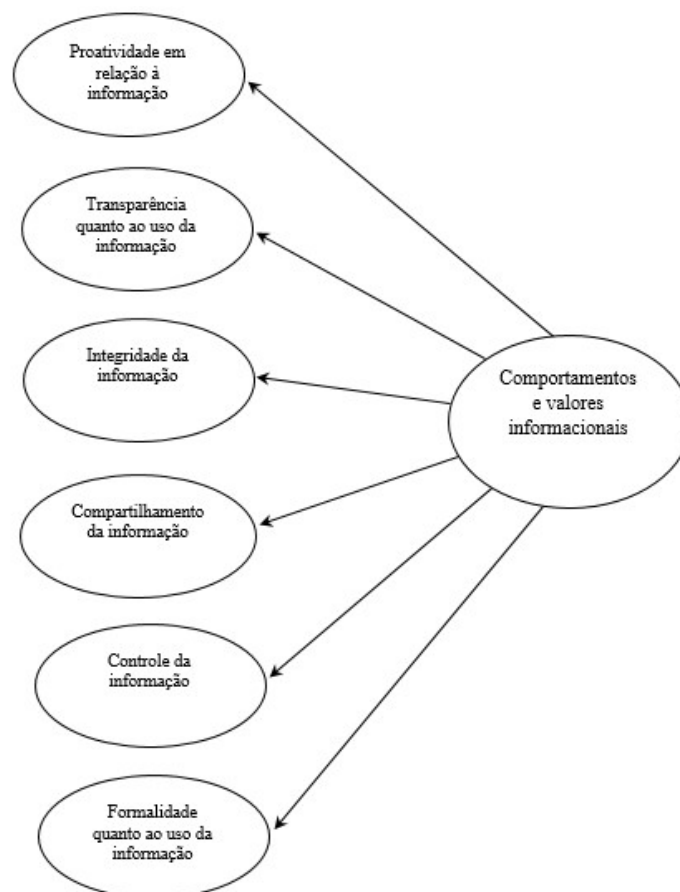 Proatividade em
relação à
informação
Transparência
quanto ao uso da
informação
Integridade da
informação
Comportamentos
e valores
informacionais
Compartilhamento
da informação
Controle da
informação
Formalidade
quanto ao uso da
informação